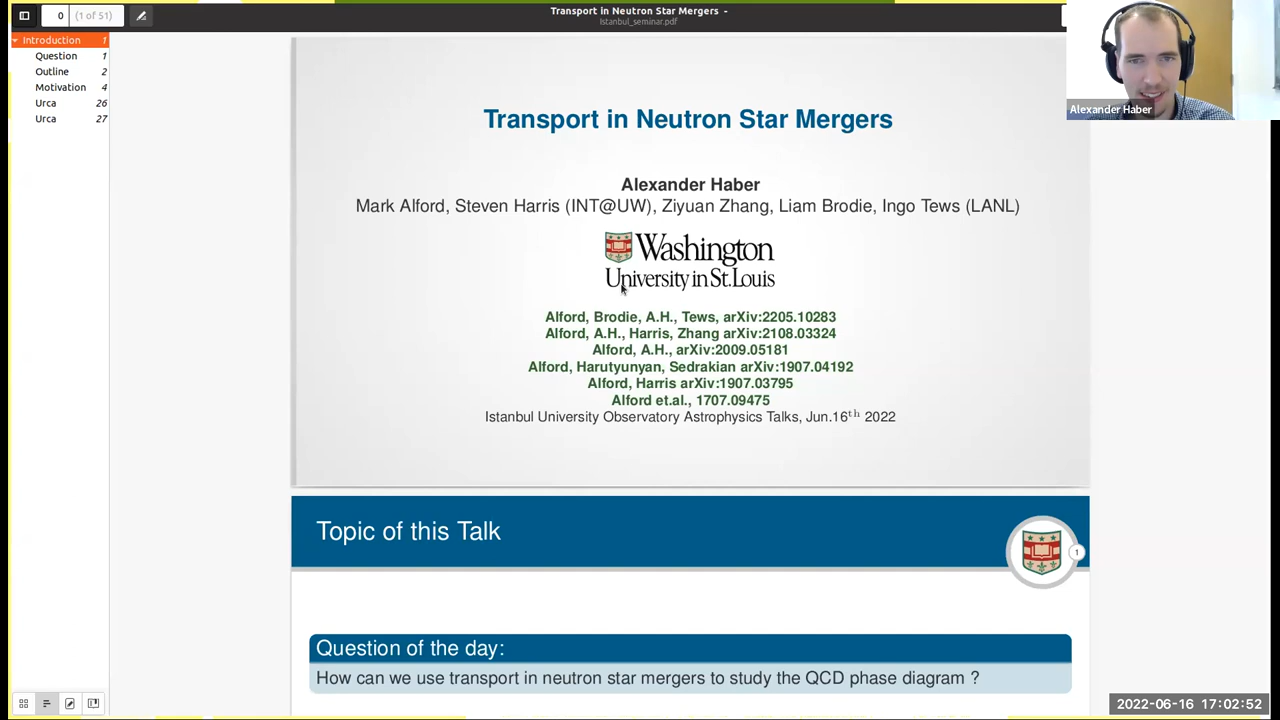 0
(1 of 51)
Transport in Neutron Star Mergers -
Istanbul_seminar.pdf
Introduction 1
Question 1
Outline 2
Motivation 4
Urca 26
Urca 27
Alexander Haber
Transport in Neutron Star Mergers
Alexander Haber
Mark Alford, Steven Harris (INT@UW), Ziyuan Zhang, Liam Brodie, Ingo Tews (LANL)
Washington
University in St. Louis
Alford, Brodie, A.H., Tews, arXiv:2205.10283
Alford, A.H., Harris, Zhang arXiv:2108.03324
Alford, A.H., arXiv:2009.05181
Alford, Harutyunyan, Sedrakian arXiv:1907.04192
Alford, Harris arXiv:1907.03795
Alford et.al., 1707.09475
Istanbul University Observatory Astrophysics Talks, Jun.16th 2022
Topic of this Talk
1
Question of the day:
How can we use transport in neutron star mergers to study the QCD phase diagram ?
2022-06-16 17:02:52